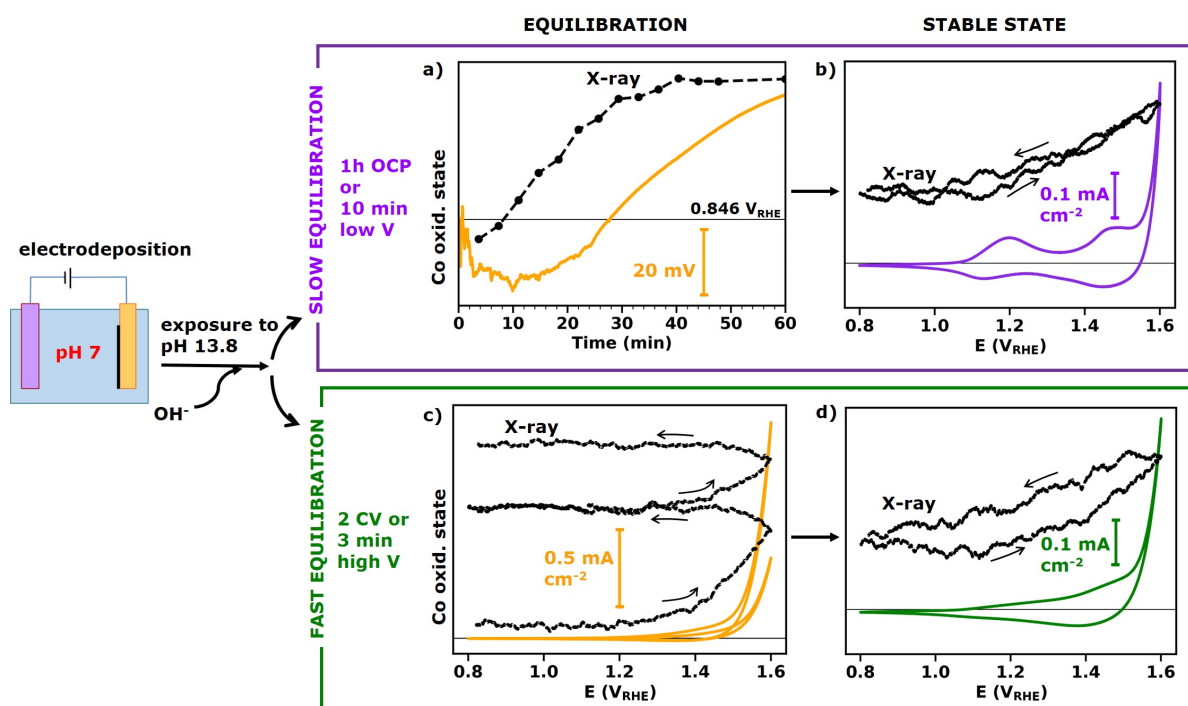 EQUILIBRATION
STABLE STATE
SLOW EQUILIBRATION
1h OCP
or
10 min
low V
a)
X-ray
Co oxid. state
0.846 VRHE
20 mV
0 10 20 30 40 50 60
Time (min)
b)
X-ray
0.1 mA
cm-2
0.8 1.0 1.2 1.4 1.6
E (VRHE)
electrodeposition
pH 7
exposure to
pH 13.8
OH-
FAST EQUILIBRATION
2 CV or
3 min
high V
c)
X-ray
Co oxid. state
0.5 mA
cm-2
0.8 1.0 1.2 1.4 1.6
E (VRHE)
d)
X-ray
0.1 mA
cm-2
0.8 1.0 1.2 1.4 1.6
E (VRHE)